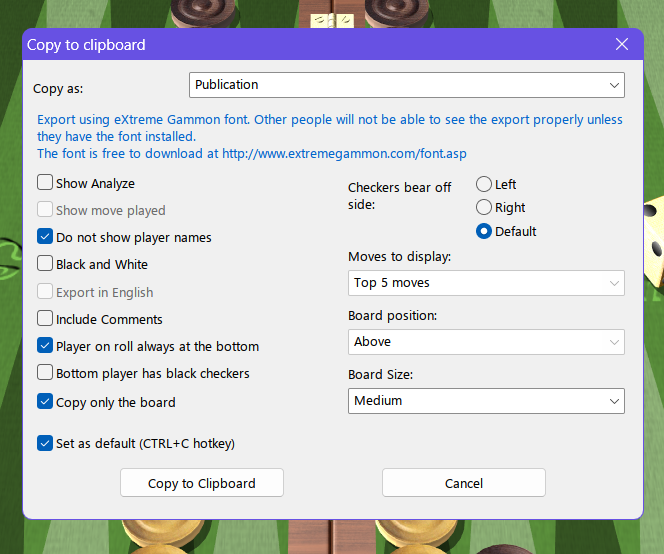 Copy to clipboard
Copy as:
Publication
Export using eXtreme Gammon font. Other people will not be able to see the export properly unless
they have the font installed.
The font is free to download at http://www.extremegammon.com/font.asp
Show Analyze
Show move played
Do not show player names
Black and White
Export in English
Include Comments
Player on roll always at the bottom
Bottom player has black checkers
Copy only the board
Set as default (CTRL+C hotkey)
Checkers bear off
side:
Left
Right
Default
Moves to display:
Top 5 moves
Board position:
Above
Board Size:
Medium
Copy to Clipboard
Cancel